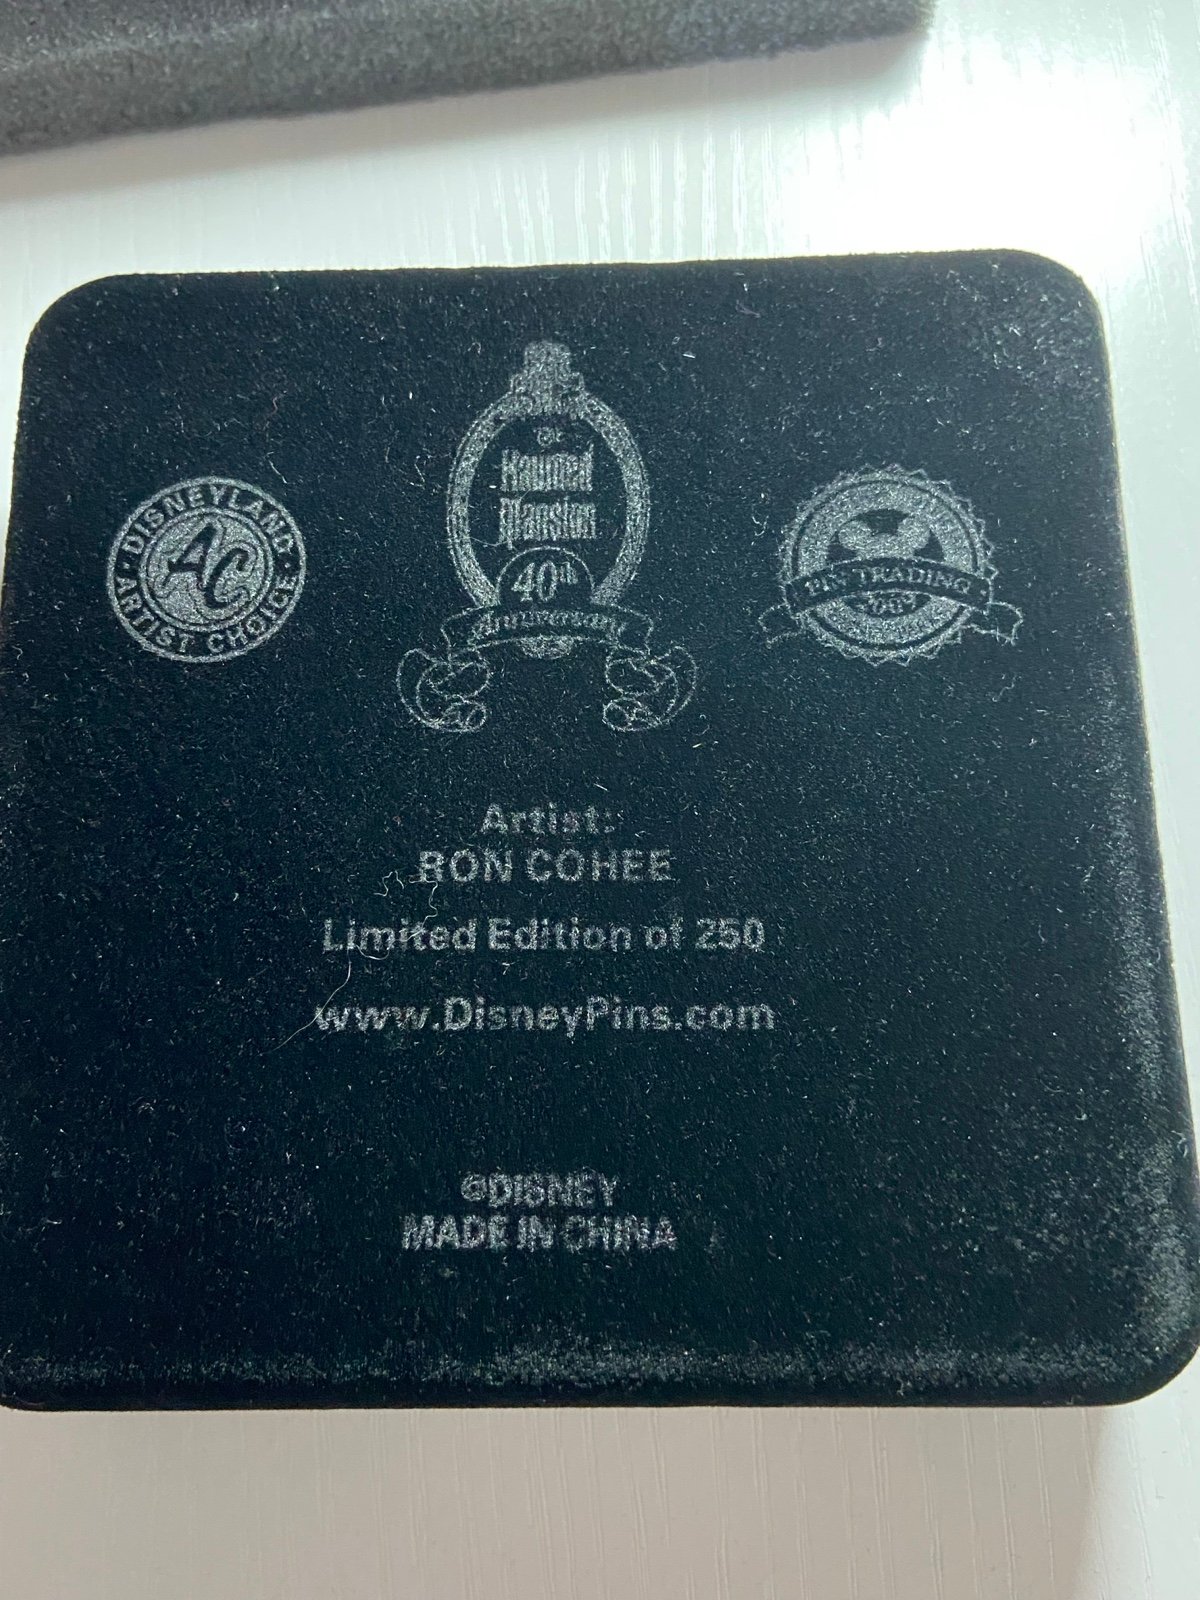 DISNEYLAND
AC
ARTIST CHOICE
Haunted
Mansion
40th
Anniversary
PIN TRADING
2009
Artist:
RON COHEE
Limited Edition of 250
www.DisneyPins.com
©DISNEY
MADE IN CHINA